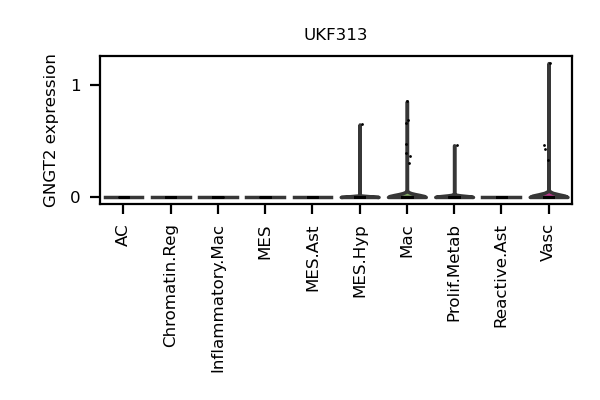 UKF313
GNGT2 expression
1
0
AC
Chromatin.Reg
Inflammatory.Mac
MES
MES.Ast
MES.Hyp
Mac
Prolif.Metab
Reactive.Ast
Vasc